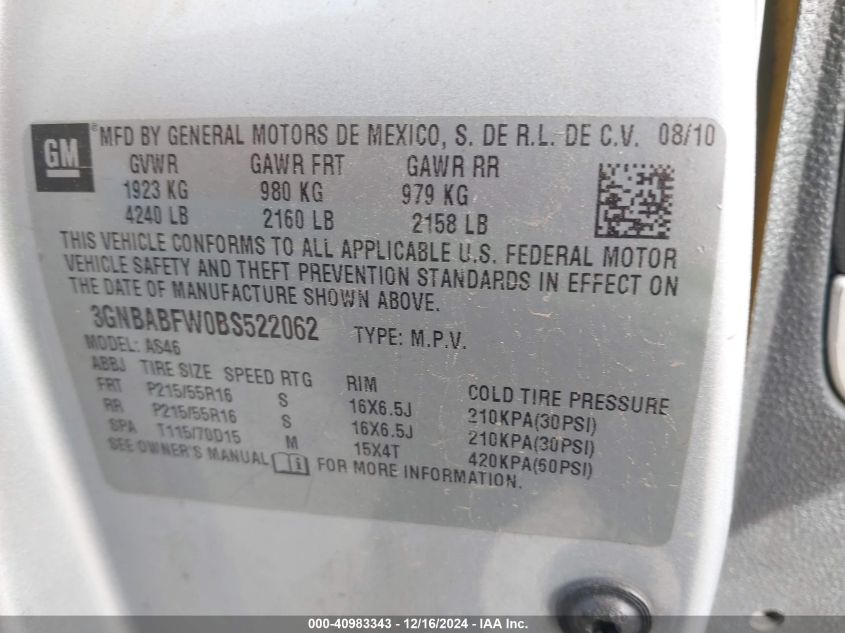 GM ® MFD BY GENERAL MOTORS DE MEXICO, S. DE R.L. DE C.V. 08/10
GVWR GAWR FRT GAWR RR
1923 KG 980 KG 979 KG
4240 LB 2160 LB 2158 LB
THIS VEHICLE CONFORMS TO ALL APPLICABLE U.S. FEDERAL MOTOR
VEHICLE SAFETY AND THEFT PREVENTION STANDARDS IN EFFECT ON
THE DATE OF MANUFACTURE SHOWN ABOVE.
3GNBABFW0BS522062 TYPE: M.P.V.
MODEL: AS46
ABBJ TIRE SIZE SPEED RTG RIM COLD TIRE PRESSURE
FRT P215/55R16 S 16X6.5J 210KPA(30PSI)
RR P215/55R16 S 16X6.5J 210KPA(30PSI)
SPA T115/70D15 M 15X4T 420KPA(60PSI)
SEE OWNER'S MANUAL FOR MORE INFORMATION.
000-40983343 - 12/16/2024 - IAAI.com, Inc.